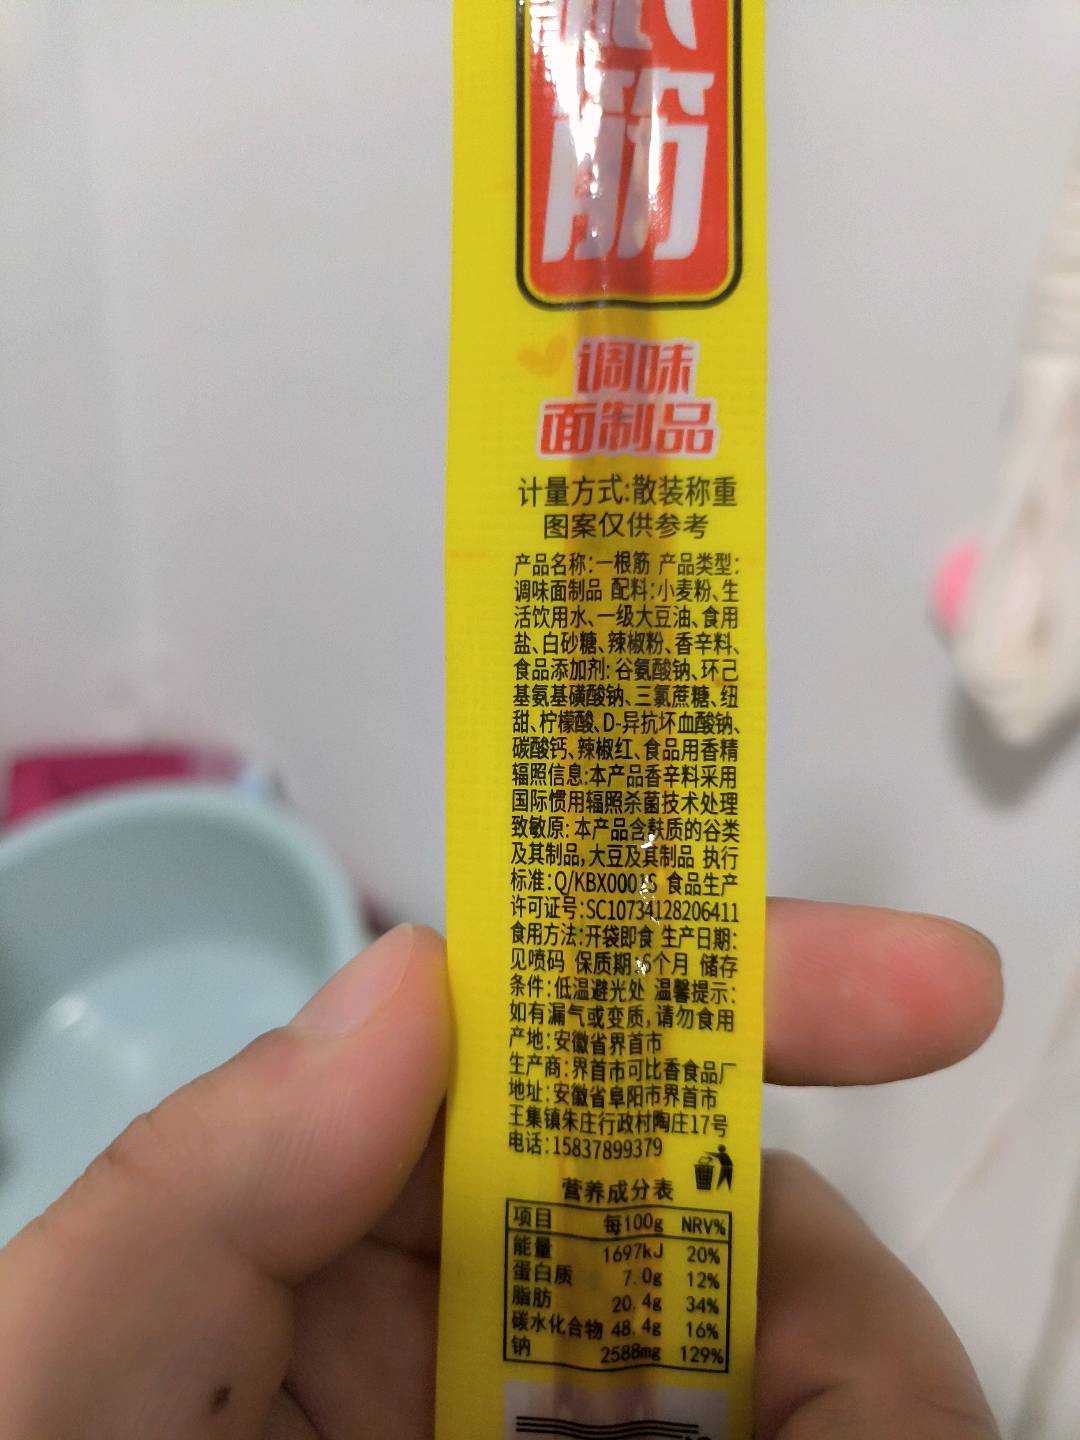 筋
调味
面制品
计量方式:散装称重
图案仅供参考
产品名称:一根筋 产品类型:
调味面制品 配料:小麦粉、生
活饮用水、一级大豆油、食用
盐、白砂糖、辣椒粉、香辛料、
食品添加剂: 谷氨酸钠、环己
基氨基磺酸钠、三氯蔗糖、纽
甜、柠檬酸、D-异抗坏血酸钠、
碳酸钙、辣椒红、食品用香精
辐照信息:本产品香辛料采用
国际惯用辐照杀菌技术处理
致敏原: 本产品含麸质的谷类
及其制品,大豆及其制品 执行
标准:Q/KBX0001S 食品生产
许可证号:SC10734128206411
食用方法:开袋即食 生产日期:
见喷码 保质期:6个月 储存
条件:低温避光处 温馨提示:
如有漏气或变质,请勿食用
产地:安徽省界首市
生产商:界首市可比香食品厂
地址:安徽省阜阳市界首市
王集镇朱庄行政村陶庄17号
电话:15837899379
营养成分表
项目 每100g NRV%
能量 1697kJ 20%
蛋白质 7.0g 12%
脂肪 20.4g 34%
碳水化合物 48.4g 16%
钠 2588mg 129%